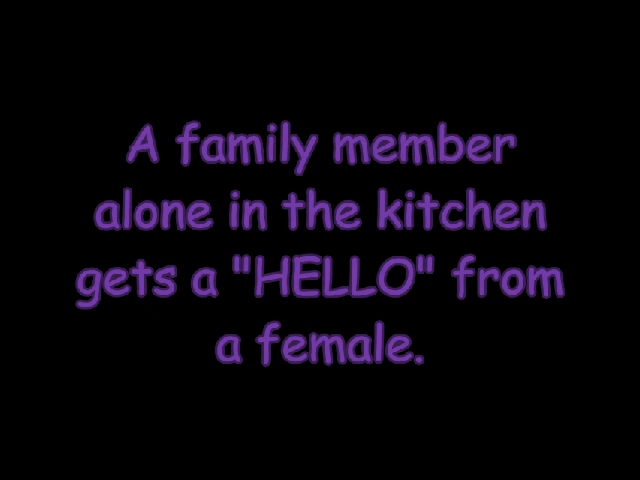 A family member
alone in the kitchen
gets a "HELLO" from
a female.